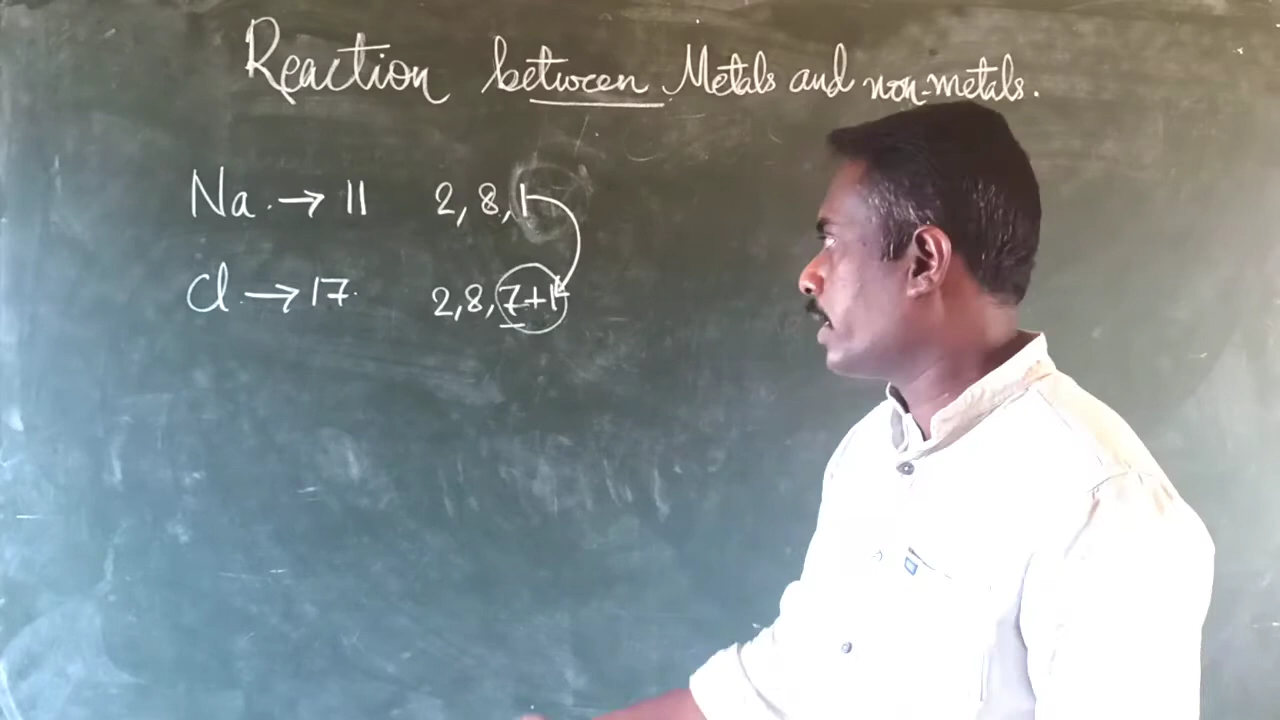 Reaction between Metals and non-metals.
Na → 11 2, 8, 1
Cl → 17 2, 8, 7+1